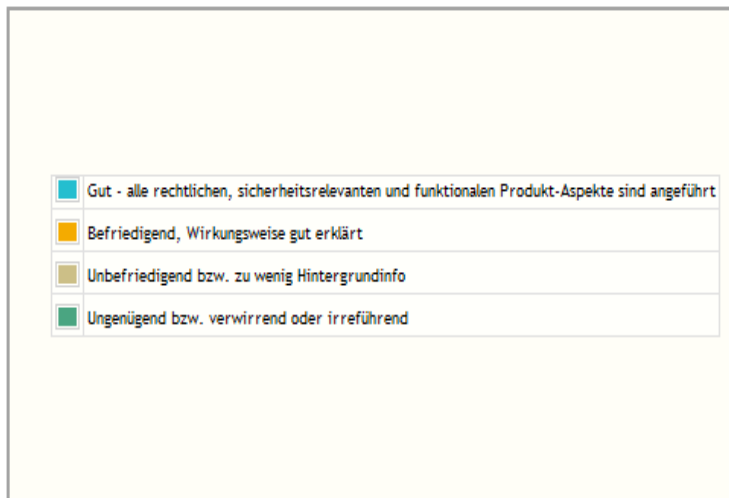 Gut - alle rechtlichen, sicherheitsrelevanten und funktionalen Produkt-Aspekte sind angeführt
Befriedigend, Wirkungsweise gut erklärt
Unbefriedigend bzw. zu wenig Hintergrundinfo
Ungenügend bzw. verwirrend oder irreführend